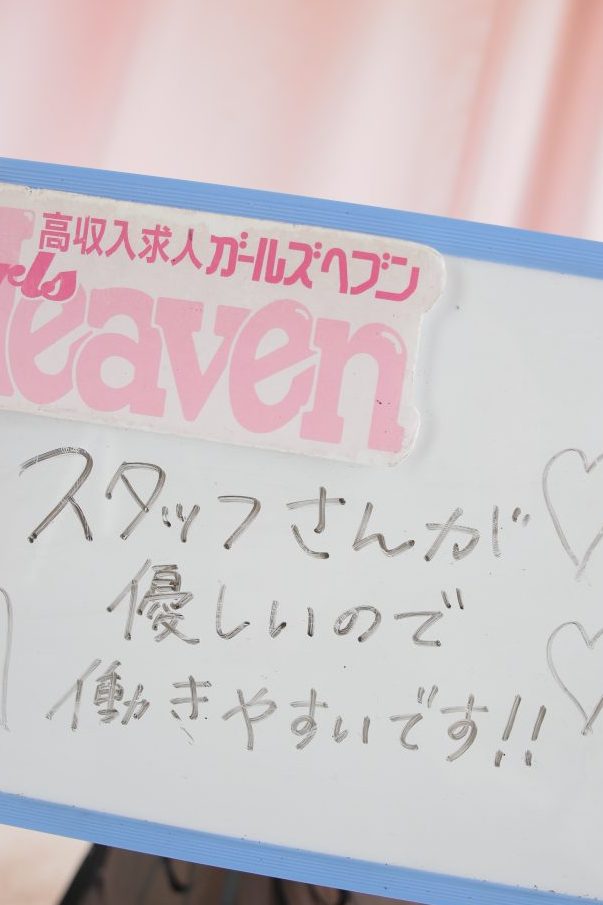 高収入求人ガールズヘブン
Heaven
スタッフさんが
優しいので
働きやすいです!!